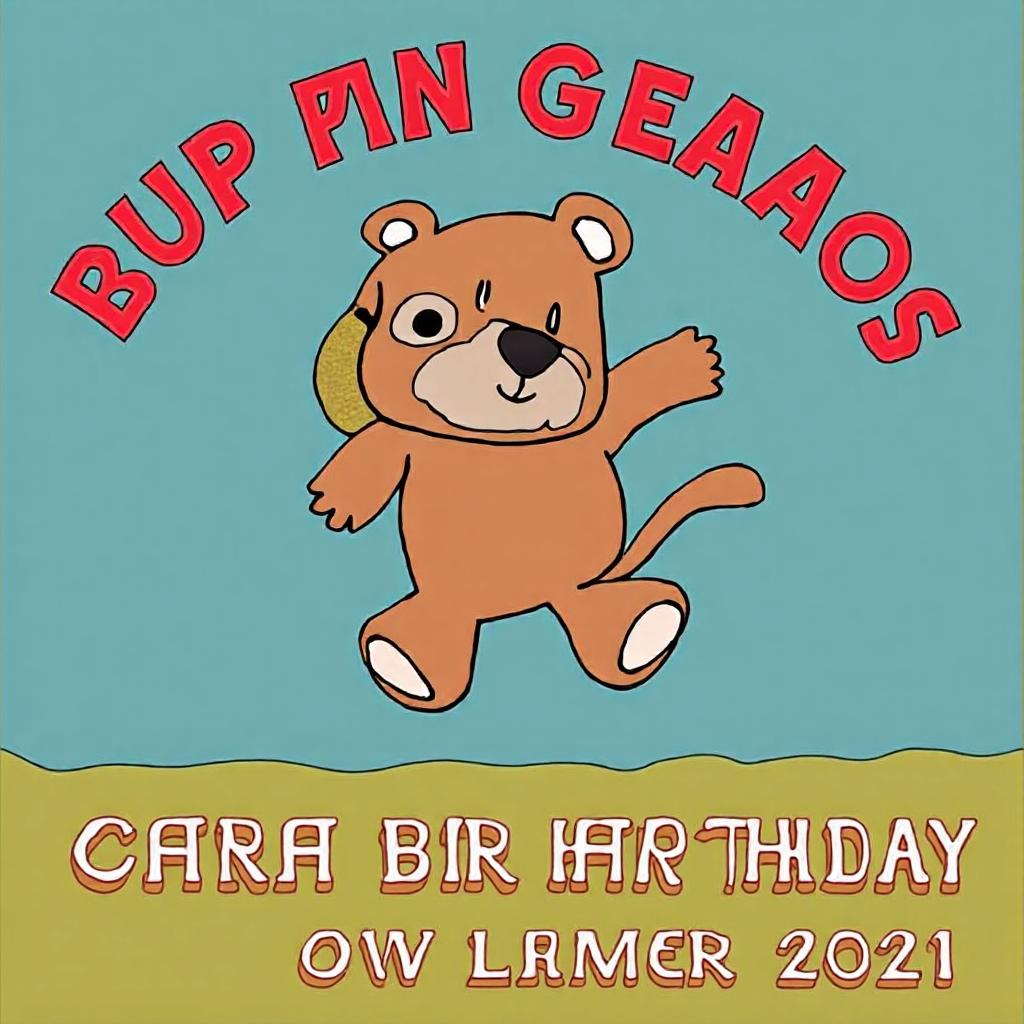 BUP PIN GEAAOS
CARA BIR HARTHDAY
OW LAMER 2021